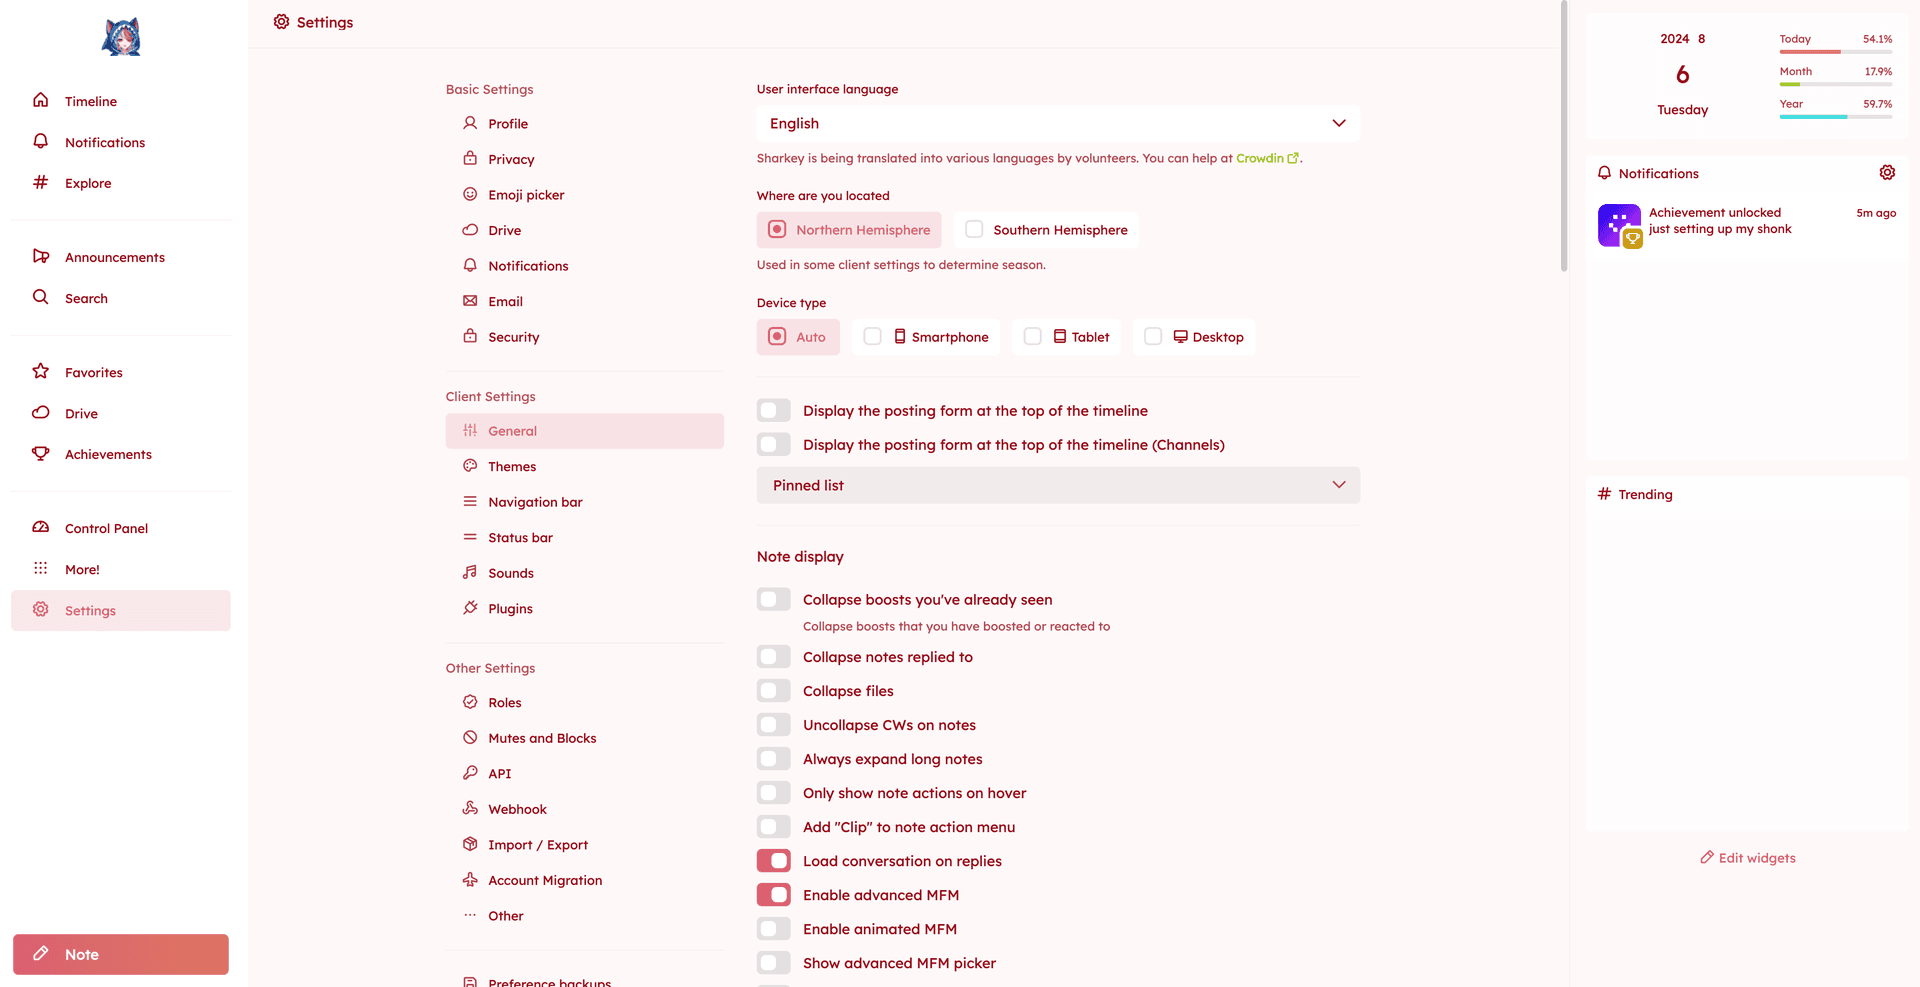 Timeline
Notifications
Explore
Announcements
Search
Favorites
Drive
Achievements
Control Panel
More!
Settings
Note
Settings
Basic Settings
Profile
Privacy
Emoji picker
Drive
Notifications
Email
Security
Client Settings
General
Themes
Navigation bar
Status bar
Sounds
Plugins
Other Settings
Roles
Mutes and Blocks
API
Webhook
Import / Export
Account Migration
Other
Preference backups
User interface language
English
Sharkey is being translated into various languages by volunteers. You can help at Crowdin.
Where are you located
Northern Hemisphere Southern Hemisphere
Used in some client settings to determine season.
Device type
Auto Smartphone Tablet Desktop
Display the posting form at the top of the timeline
Display the posting form at the top of the timeline (Channels)
Pinned list
Note display
Collapse boosts you've already seen
Collapse boosts that you have boosted or reacted to
Collapse notes replied to
Collapse files
Uncollapse CWs on notes
Always expand long notes
Only show note actions on hover
Add "Clip" to note action menu
Load conversation on replies
Enable advanced MFM
Enable animated MFM
Show advanced MFM picker
2024 8
6
Tuesday
Today 54.1%
Month 17.9%
Year 59.7%
Notifications
Achievement unlocked 5m ago
just setting up my shonk
# Trending
Edit widgets